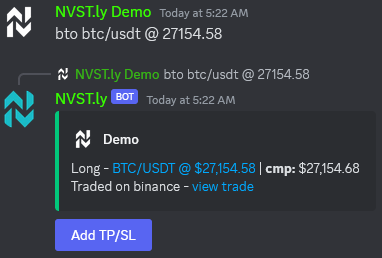 NVST.ly Demo Today at 5:22 AM
bto btc/usdt @ 27154.58
NVST.ly Demo bto btc/usdt @ 27154.58
NVST.ly BOT Today at 5:22 AM
Demo
Long - BTC/USDT @ $27,154.58 | cmp: $27,154.68
Traded on binance - view trade
Add TP/SL